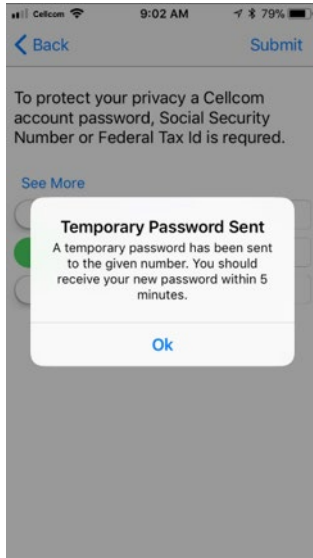 Cellcom 9:02 AM 79%
Back Submit
To protect your privacy a Cellcom
account password, Social Security
Number or Federal Tax Id is requred.
See More
Temporary Password Sent
A temporary password has been sent
to the given number. You should
receive your new password within 5
minutes.
Ok